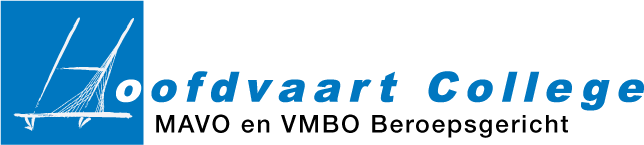 Hoofdvaart College
MAVO en VMBO Beroepsgericht